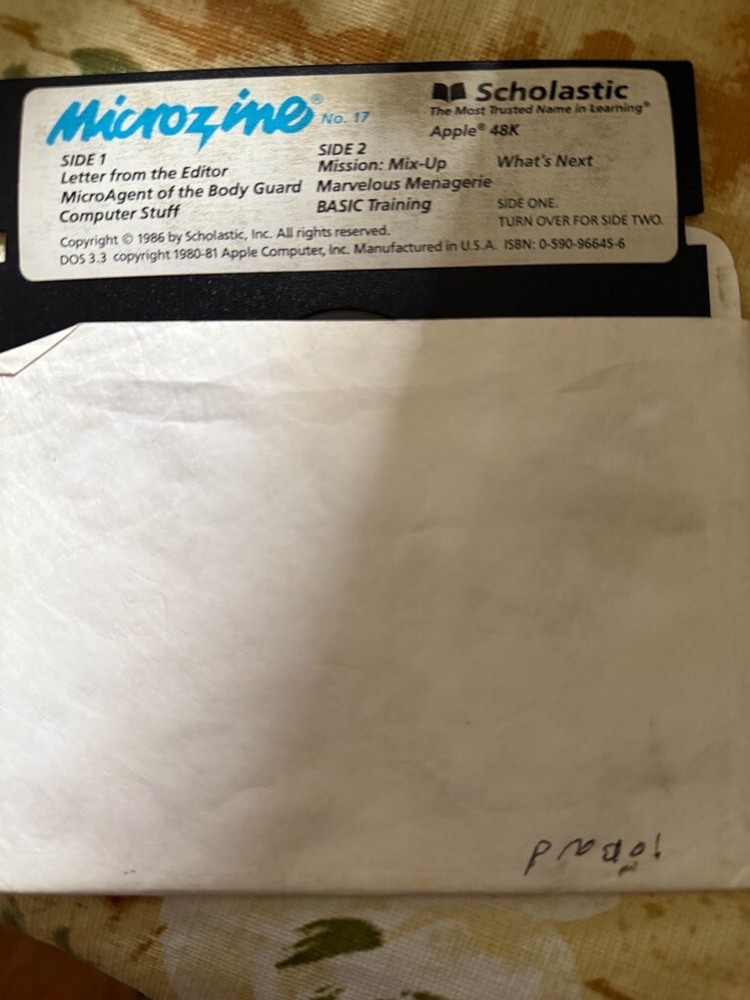 Microzine® No. 17
Scholastic
The Most Trusted Name in Learning®
Apple® 48K
SIDE 1
Letter from the Editor
MicroAgent of the Body Guard
Computer Stuff
SIDE 2
Mission: Mix-Up
Marvelous Menagerie
BASIC Training
What's Next
SIDE ONE.
TURN OVER FOR SIDE TWO.
Copyright © 1986 by Scholastic, Inc. All rights reserved.
DOS 3.3 copyright 1980-81 Apple Computer, Inc. Manufactured in U.S.A. ISBN: 0-590-96645-6